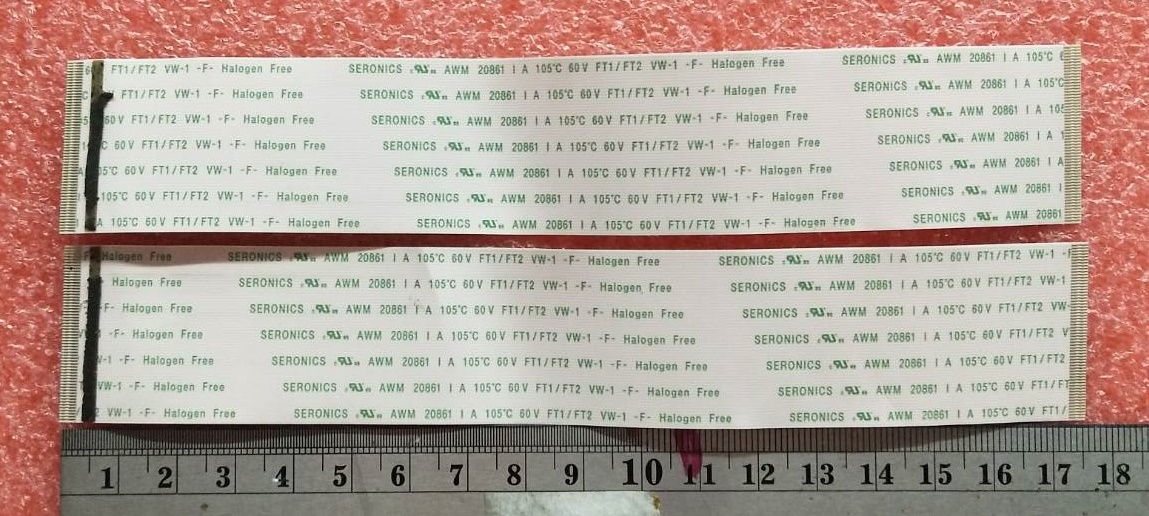 FT1/FT2 VW-1 -F- Halogen Free SERONICS AWM 20861 I A 105°C 60V FT1/FT2 VW-1 -F- Halogen Free SERONICS AWM 20861 I A 105°C 6
FT1/FT2 VW-1 -F- Halogen Free SERONICS AWM 20861 I A 105°C 60V FT1/FT2 VW-1 -F- Halogen Free SERONICS AWM 20861 I A 105°C
60V FT1/FT2 VW-1 -F- Halogen Free SERONICS AWM 20861 I A 105°C 60V FT1/FT2 VW-1 -F- Halogen Free SERONICS AWM 20861 I A 105
C 60V FT1/FT2 VW-1 -F- Halogen Free SERONICS AWM 20861 I A 105°C 60V FT1/FT2 VW-1 -F- Halogen Free SERONICS AWM 20861 I A 1
05°C 60V FT1/FT2 VW-1 -F- Halogen Free SERONICS AWM 20861 I A 105°C 60V FT1/FT2 VW-1 -F- Halogen Free SERONICS AWM 20861 I A
105°C 60V FT1/FT2 VW-1 -F- Halogen Free SERONICS AWM 20861 I A 105°C 60V FT1/FT2 VW-1 -F- Halogen Free SERONICS AWM 20861 I
A 105°C 60V FT1/FT2 VW-1 -F- Halogen Free SERONICS AWM 20861 I A 105°C 60V FT1/FT2 VW-1 -F- Halogen Free SERONICS AWM 20861
Halogen Free SERONICS AWM 20861 I A 105°C 60V FT1/FT2 VW-1 -F- Halogen Free SERONICS AWM 20861 I A 105°C 60V FT1/FT2 VW-1 -F
Halogen Free SERONICS AWM 20861 I A 105°C 60V FT1/FT2 VW-1 -F- Halogen Free SERONICS AWM 20861 I A 105°C 60V FT1/FT2 VW-1
-F- Halogen Free SERONICS AWM 20861 I A 105°C 60V FT1/FT2 VW-1 -F- Halogen Free SERONICS AWM 20861 I A 105°C 60V FT1/FT2 VW-
-F- Halogen Free SERONICS AWM 20861 I A 105°C 60V FT1/FT2 VW-1 -F- Halogen Free SERONICS AWM 20861 I A 105°C 60V FT1/FT2 V
-1 -F- Halogen Free SERONICS AWM 20861 I A 105°C 60V FT1/FT2 VW-1 -F- Halogen Free SERONICS AWM 20861 I A 105°C 60V FT1/FT2
VW-1 -F- Halogen Free SERONICS AWM 20861 I A 105°C 60V FT1/FT2 VW-1 -F- Halogen Free SERONICS AWM 20861 I A 105°C 60V FT1/FT
2 VW-1 -F- Halogen Free SERONICS AWM 20861 I A 105°C 60V FT1/FT2 VW-1 -F- Halogen Free SERONICS AWM 20861 I A 105°C 60V FT1/
1 2 3 4 5 6 7 8 9 10 11 12 13 14 15 16 17 18